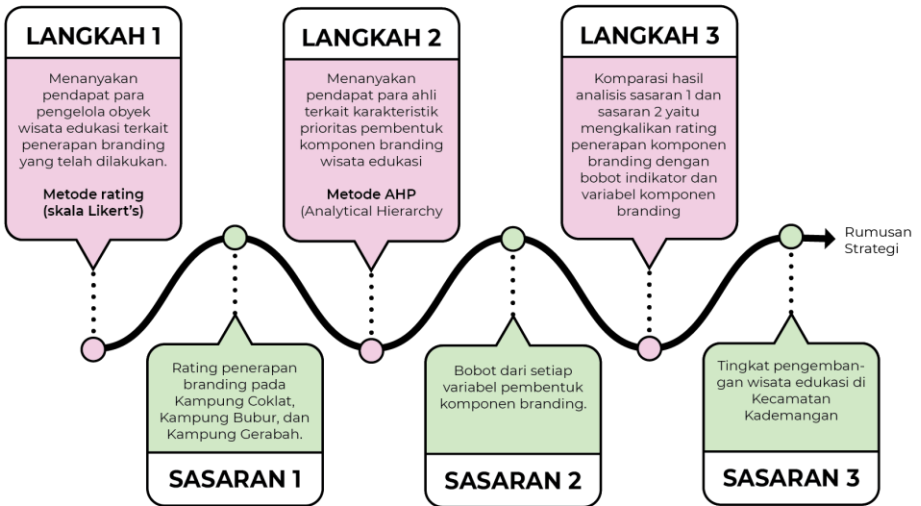 LANGKAH 1
Menanyakan
pendapat para
pengelola obyek
wisata edukasi terkait
penerapan branding
yang telah dilakukan.
Metode rating
(skala Likert's)
LANGKAH 2
Menanyakan
pendapat para ahli
terkait karakteristik
prioritas pembentuk
komponen branding
wisata edukasi
Metode AHP
(Analytical Hierarchy
LANGKAH 3
Komparasi hasil
analisis sasaran 1 dan
sasaran 2 yaitu
mengkalikan rating
penerapan komponen
branding dengan
bobot indikator dan
variabel komponen
branding
Rumusan
Strategi
Rating penerapan
branding pada
Kampung Coklat,
Kampung Bubur, dan
Kampung Gerabah.
SASARAN 1
Bobot dari setiap
variabel pembentuk
komponen branding.
SASARAN 2
Tingkat pengemban-
gan wisata edukasi di
Kecamatan
Kademangan
SASARAN 3